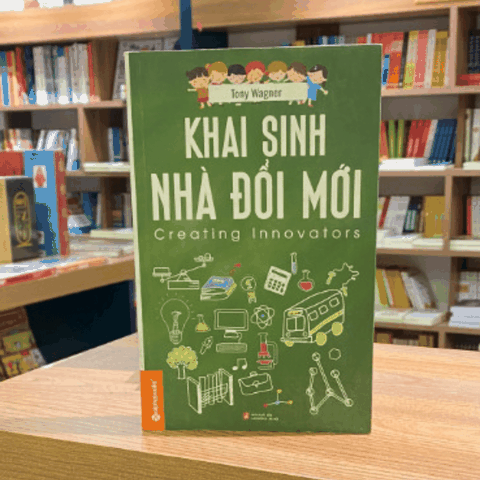 Tony Wagner
KHAI SINH
NHÀ ĐỔI MỚI
Creating Innovators